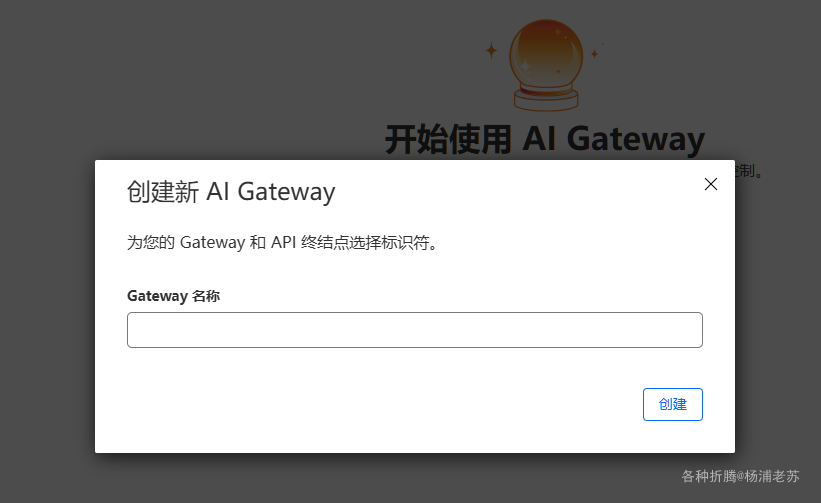 开始使用 AI Gateway
定制。
创建新 AI Gateway
为您的 Gateway 和 API 终结点选择标识符。
Gateway 名称
创建
各种折腾@杨浦老苏